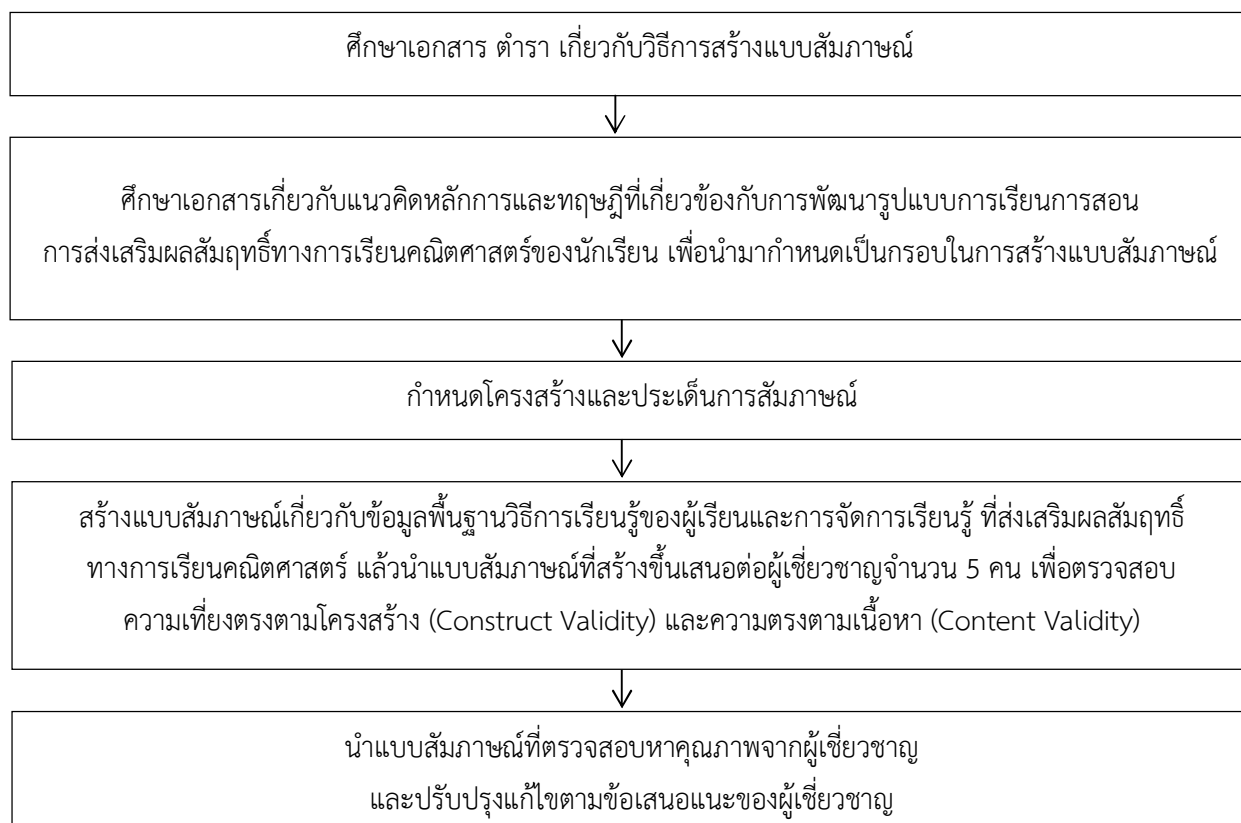 ศึกษาเอกสาร ตำรา เกี่ยวกับวิธีการสร้างแบบสัมภาษณ์
ศึกษาเอกสารเกี่ยวกับแนวคิดหลักการและทฤษฎีที่เกี่ยวข้องกับการพัฒนารูปแบบการเรียนการสอน
การส่งเสริมผลสัมฤทธิ์ทางการเรียนคณิตศาสตร์ของนักเรียน เพื่อนำมากำหนดเป็นกรอบในการสร้างแบบสัมภาษณ์
กำหนดโครงสร้างและประเด็นการสัมภาษณ์
สร้างแบบสัมภาษณ์เกี่ยวกับข้อมูลพื้นฐานวิธีการเรียนรู้ของผู้เรียนและการจัดการเรียนรู้ ที่ส่งเสริมผลสัมฤทธิ์
ทางการเรียนคณิตศาสตร์ แล้วนำแบบสัมภาษณ์ที่สร้างขึ้นเสนอต่อผู้เชี่ยวชาญจำนวน 5 คน เพื่อตรวจสอบ
ความเที่ยงตรงตามโครงสร้าง (Construct Validity) และความตรงตามเนื้อหา (Content Validity)
นำแบบสัมภาษณ์ที่ตรวจสอบหาคุณภาพจากผู้เชี่ยวชาญ
และปรับปรุงแก้ไขตามข้อเสนอแนะของผู้เชี่ยวชาญ